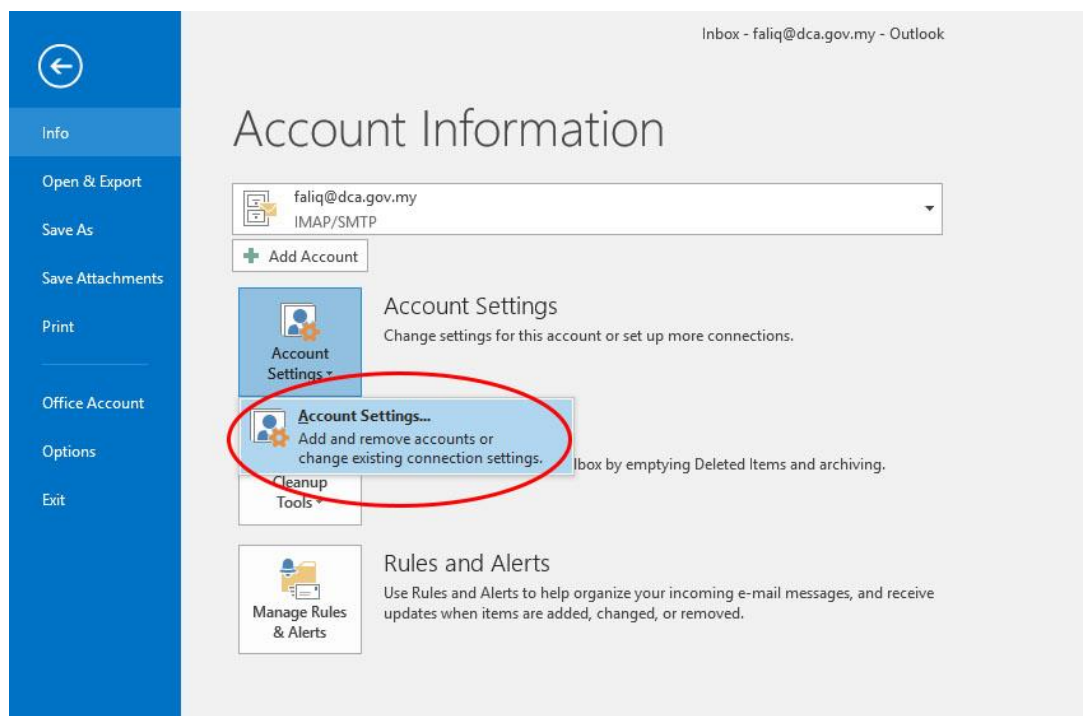 Inbox - faliq@dca.gov.my - Outlook
Info
Open & Export
Save As
Save Attachments
Print
Office Account
Options
Exit
Account Information
faliq@dca.gov.my
IMAP/SMTP
Add Account
Account
Settings
Account Settings
Change settings for this account or set up more connections.
Account Settings...
Add and remove accounts or
change existing connection settings.
lbox by emptying Deleted Items and archiving.
Cleanup
Tools
Manage Rules
& Alerts
Rules and Alerts
Use Rules and Alerts to help organize your incoming e-mail messages, and receive
updates when items are added, changed, or removed.